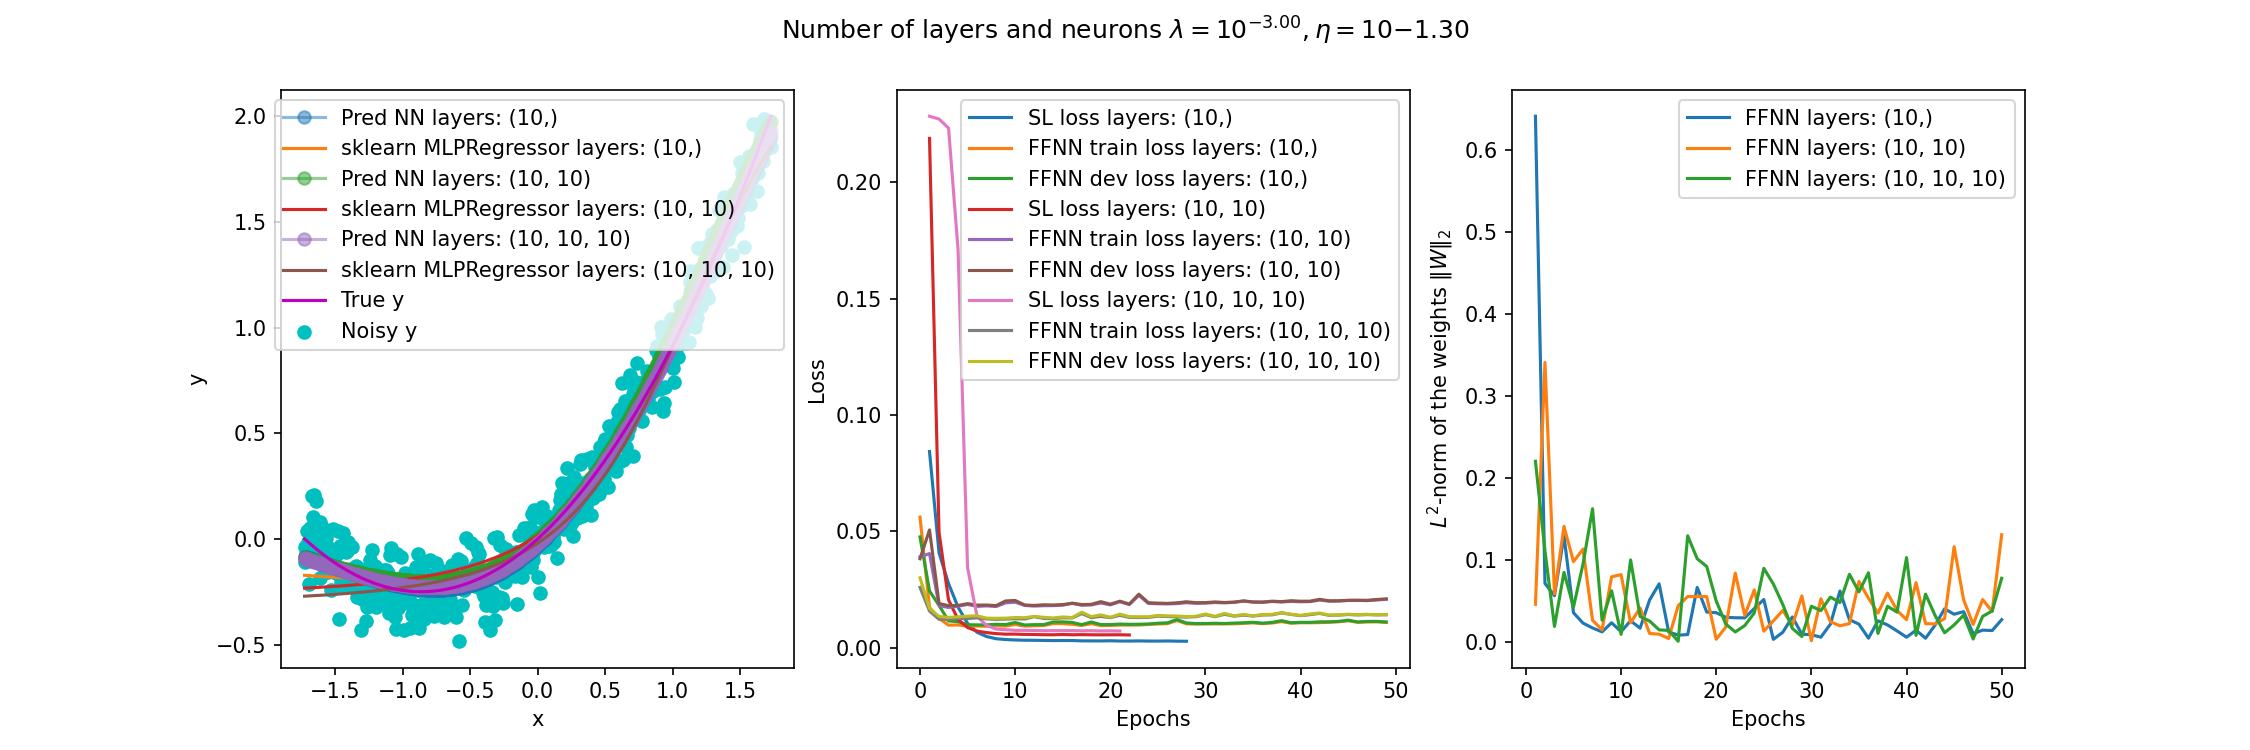 Number of layers and neurons λ = 10^{−3.00}, η = 10−1.30
Pred NN layers: (10,)
sklearn MLPRegressor layers: (10,)
Pred NN layers: (10, 10)
sklearn MLPRegressor layers: (10, 10)
Pred NN layers: (10, 10, 10)
sklearn MLPRegressor layers: (10, 10, 10)
True y
Noisy y
2.0
1.5
1.0
0.5
0.0
−0.5
y
−1.5 −1.0 −0.5 0.0 0.5 1.0 1.5
x
SL loss layers: (10,)
FFNN train loss layers: (10,)
FFNN dev loss layers: (10,)
SL loss layers: (10, 10)
FFNN train loss layers: (10, 10)
FFNN dev loss layers: (10, 10)
SL loss layers: (10, 10, 10)
FFNN train loss layers: (10, 10, 10)
FFNN dev loss layers: (10, 10, 10)
0.20
0.15
0.10
0.05
0.00
Loss
0 10 20 30 40 50
Epochs
FFNN layers: (10,)
FFNN layers: (10, 10)
FFNN layers: (10, 10, 10)
0.6
0.5
0.4
0.3
0.2
0.1
0.0
L²-norm of the weights ‖W‖₂
0 10 20 30 40 50
Epochs